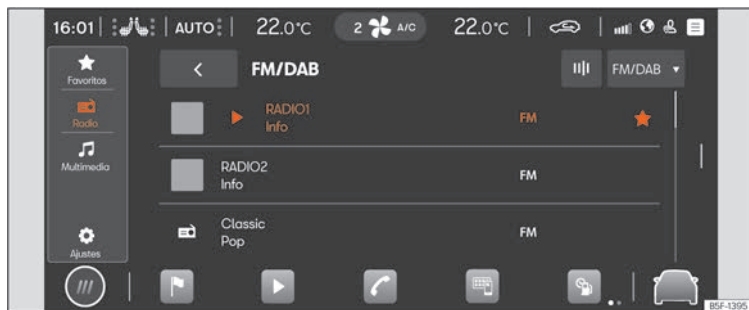 16:01 AUTO 22.0°C 2 A/C 22.0°C
Favoritos
FM/DAB
FM/DAB
Radio
RADIO1
Info
FM
Multimedia
RADIO2
Info
FM
Classic
Pop
FM
Ajustes
B5F-1395